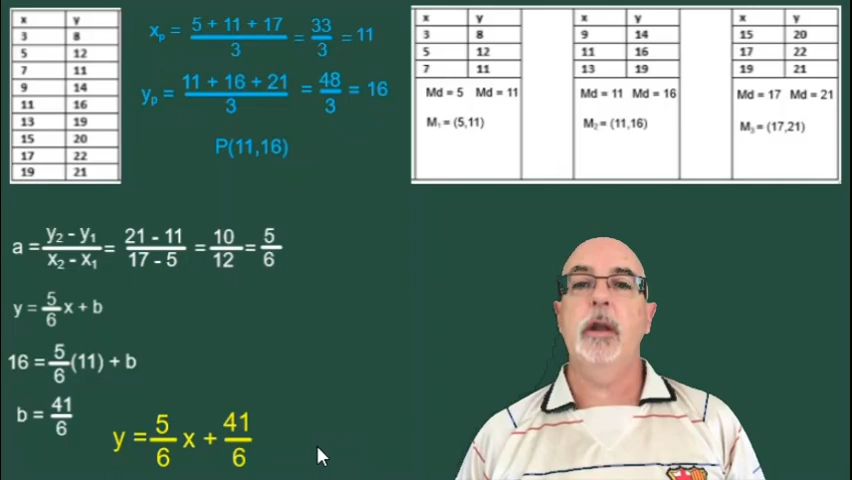 x y
3 8
5 12
7 11
9 14
11 16
13 19
15 20
17 22
19 21
xₚ = (5 + 11 + 17)/3 = 33/3 = 11
yₚ = (11 + 16 + 21)/3 = 48/3 = 16
P(11,16)
x y
3 8
5 12
7 11
Md = 5 Md = 11
M₁ = (5,11)
x y
9 14
11 16
13 19
Md = 11 Md = 16
M₂ = (11,16)
x y
15 20
17 22
19 21
Md = 17 Md = 21
M₃ = (17,21)
a = (y₂ - y₁)/(x₂ - x₁) = (21 - 11)/(17 - 5) = 10/12 = 5/6
y = 5/6 x + b
16 = 5/6 (11) + b
b = 41/6
y = 5/6 x + 41/6